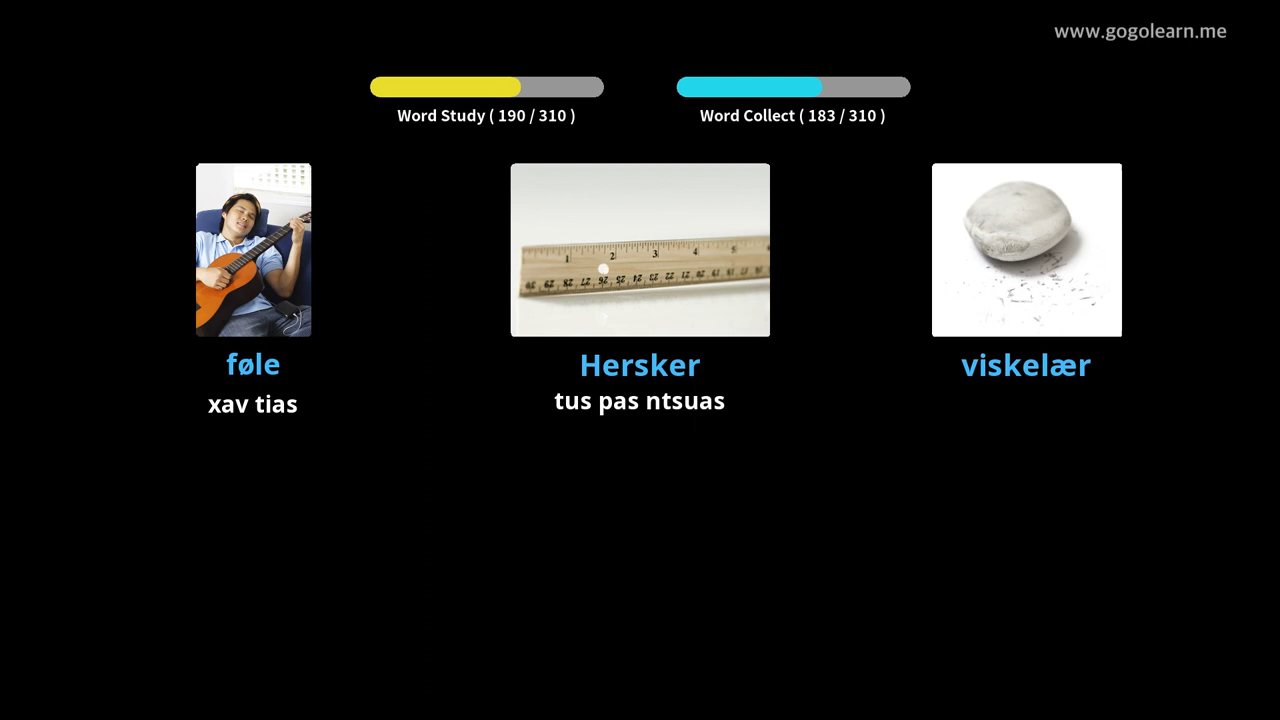 www.gogolearn.me
Word Study ( 190 / 310 )
Word Collect ( 183 / 310 )
føle
Hersker
viskelær
xav tias
tus pas ntsuas